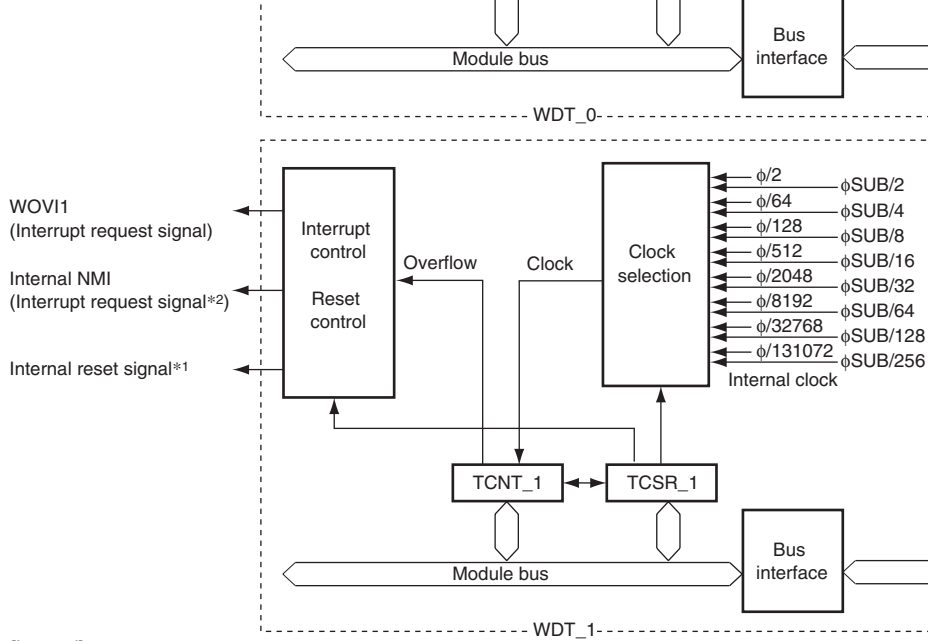 Module bus
Bus
interface
WDT_0
WOVI1
(Interrupt request signal)
Internal NMI
(Interrupt request signal*2)
Internal reset signal*1
Interrupt
control
Reset
control
Overflow
Clock
Clock
selection
ϕ/2
ϕSUB/2
ϕ/64
ϕSUB/4
ϕ/128
ϕSUB/8
ϕ/512
ϕSUB/16
ϕ/2048
ϕSUB/32
ϕ/8192
ϕSUB/64
ϕ/32768
ϕSUB/128
ϕ/131072
ϕSUB/256
Internal clock
TCNT_1
TCSR_1
Module bus
Bus
interface
WDT_1